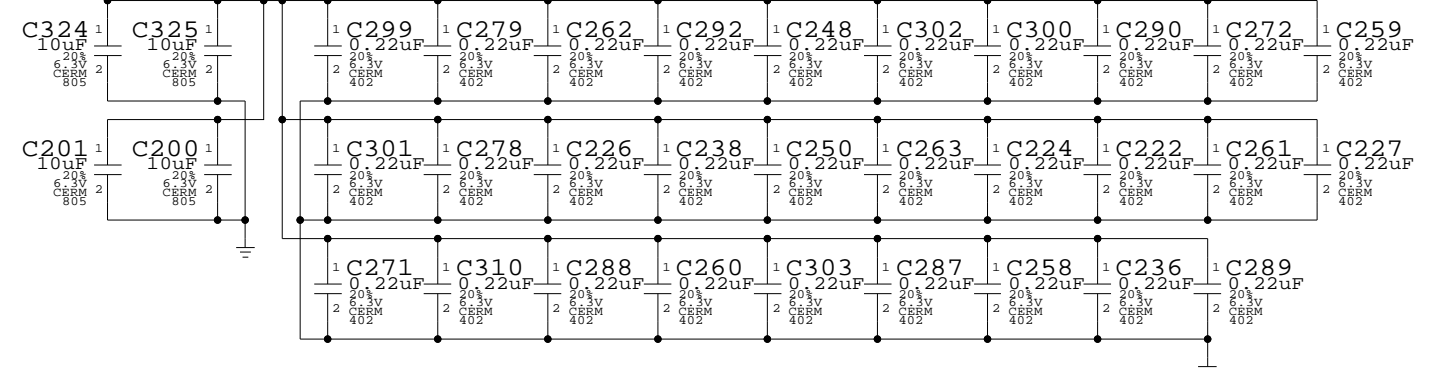 C324 1 C325 1 1 C299 1 C279 1 C262 1 C292 1 C248 1 C302 1 C300 1 C290 1 C272 1 C259
10uF 10uF 0.22uF 0.22uF 0.22uF 0.22uF 0.22uF 0.22uF 0.22uF 0.22uF 0.22uF 0.22uF
20% 20% 20% 20% 20% 20% 20% 20% 20% 20% 20% 20%
6.3V 2 6.3V 2 2 6.3V 2 6.3V 2 6.3V 2 6.3V 2 6.3V 2 6.3V 2 6.3V 2 6.3V 2 6.3V 2 6.3V
CERM CERM CERM CERM CERM CERM CERM CERM CERM CERM CERM CERM
805 805 402 402 402 402 402 402 402 402 402 402
C201 1 C200 1 1 C301 1 C278 1 C226 1 C238 1 C250 1 C263 1 C224 1 C222 1 C261 1 C227
10uF 10uF 0.22uF 0.22uF 0.22uF 0.22uF 0.22uF 0.22uF 0.22uF 0.22uF 0.22uF 0.22uF
20% 20% 20% 20% 20% 20% 20% 20% 20% 20% 20% 20%
6.3V 2 6.3V 2 2 6.3V 2 6.3V 2 6.3V 2 6.3V 2 6.3V 2 6.3V 2 6.3V 2 6.3V 2 6.3V 2 6.3V
CERM CERM CERM CERM CERM CERM CERM CERM CERM CERM CERM CERM
805 805 402 402 402 402 402 402 402 402 402 402
1 C271 1 C310 1 C288 1 C260 1 C303 1 C287 1 C258 1 C236 1 C289
0.22uF 0.22uF 0.22uF 0.22uF 0.22uF 0.22uF 0.22uF 0.22uF 0.22uF
20% 20% 20% 20% 20% 20% 20% 20% 20%
2 6.3V 2 6.3V 2 6.3V 2 6.3V 2 6.3V 2 6.3V 2 6.3V 2 6.3V 2 6.3V
CERM CERM CERM CERM CERM CERM CERM CERM CERM
402 402 402 402 402 402 402 402 402